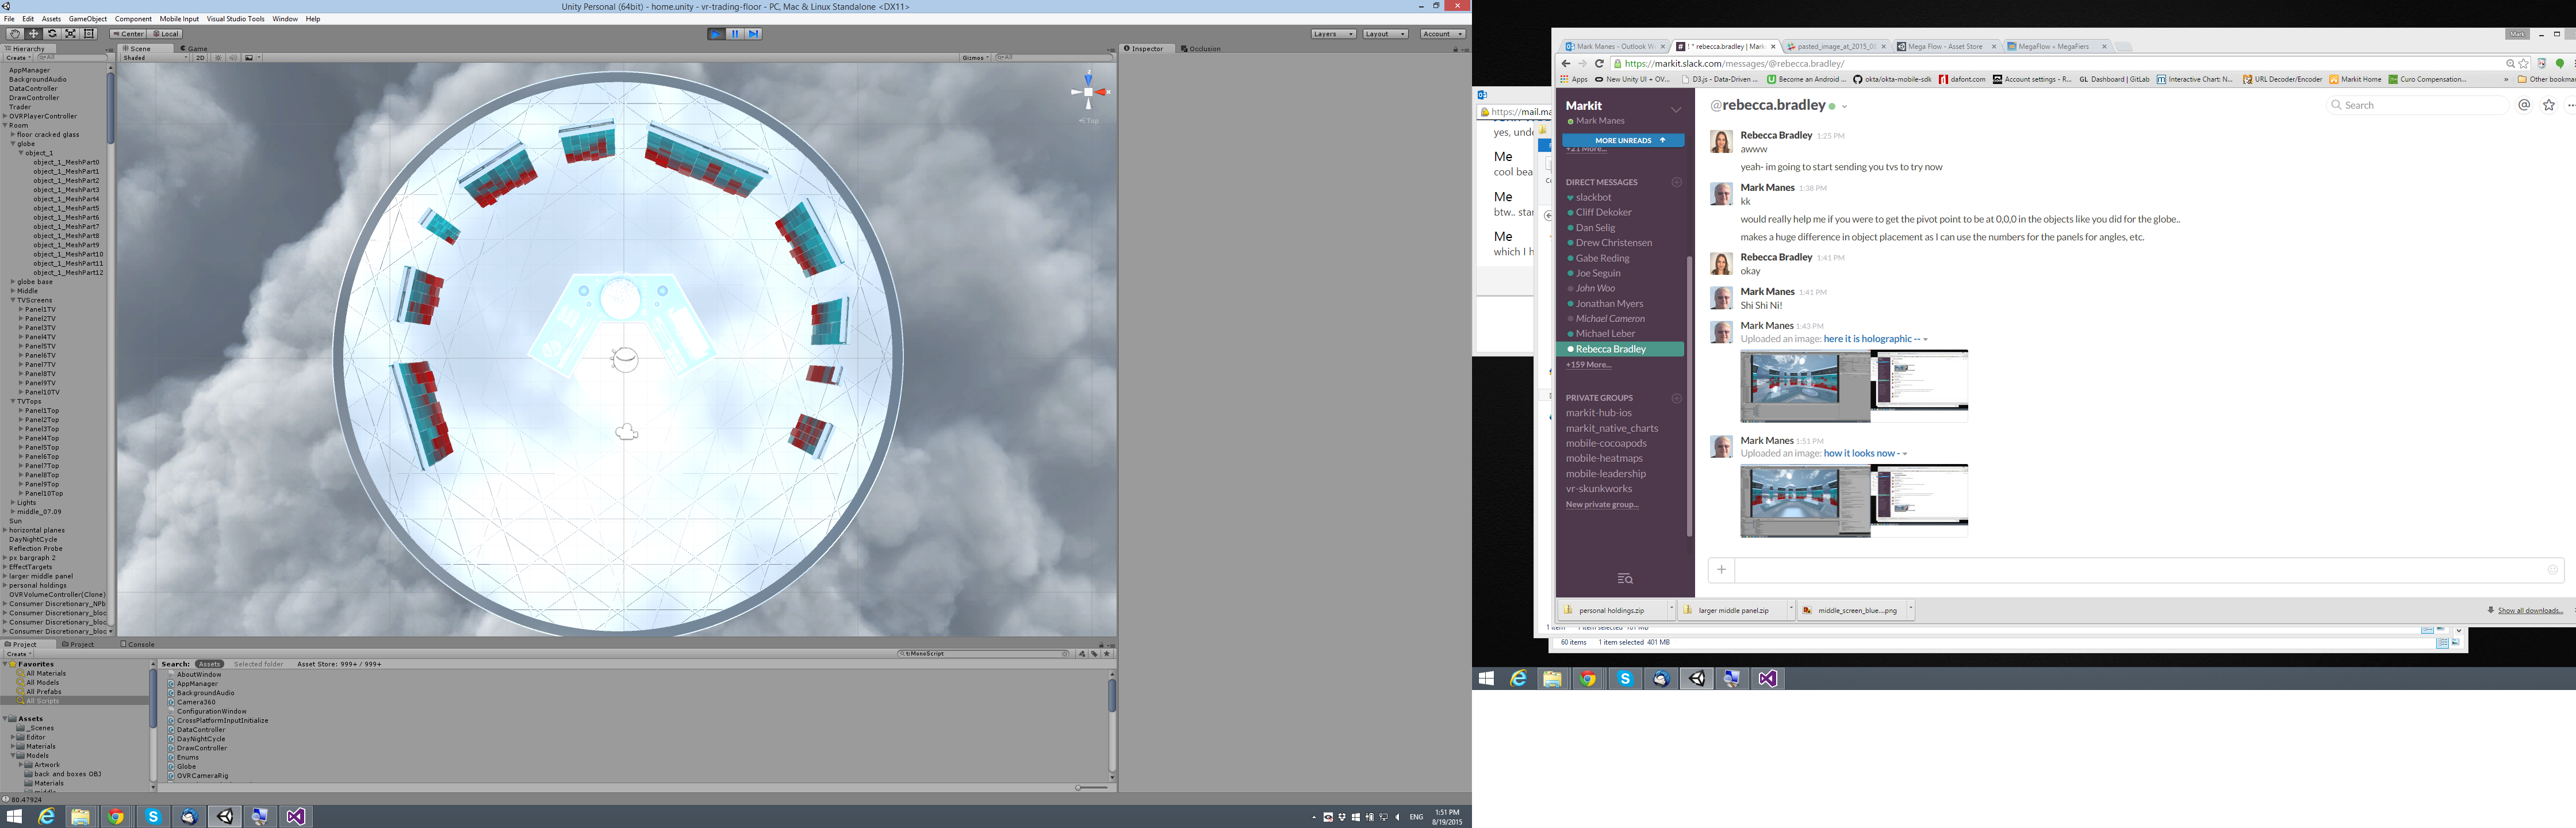 Unity Personal (64bit) - home.unity - vr-trading-floor - PC, Mac & Linux Standalone <DX11>
File Edit Assets GameObject Component Mobile Input Visual Studio Tools Window Help
Center Local
Layers Layout Account
Hierarchy
Create
All
AppManager
BackgroundAudio
DataController
DrawController
Trader
OVRPlayerController
Room
floor cracked glass
globe
object_1
object_1_MeshPart0
object_1_MeshPart1
object_1_MeshPart2
object_1_MeshPart3
object_1_MeshPart4
object_1_MeshPart5
object_1_MeshPart6
object_1_MeshPart7
object_1_MeshPart8
object_1_MeshPart9
object_1_MeshPart10
object_1_MeshPart11
object_1_MeshPart12
globe base
Middle
TVScreens
Panel1TV
Panel2TV
Panel3TV
Panel4TV
Panel5TV
Panel6TV
Panel7TV
Panel8TV
Panel9TV
Panel10TV
TVTops
Panel1Top
Panel2Top
Panel3Top
Panel4Top
Panel5Top
Panel6Top
Panel7Top
Panel8Top
Panel9Top
Panel10Top
Lights
middle_07.09
Sun
horizontal planes
DayNightCycle
Reflection Probe
px bargraph 2
EffectTargets
larger middle panel
personal holdings
OVRVolumeController(Clone)
Consumer Discretionary_NPb
Consumer Discretionary_bloc
Consumer Discretionary_bloc
Consumer Discretionary_bloc
Scene Game
Shaded 2D Gizmos All
Top
Inspector Occlusion
Project Project Console
Create
Favorites
All Materials
All Models
All Prefabs
All Scripts
Assets
_Scenes
Editor
Materials
Models
Artwork
back and boxes OBJ
Materials
Search: Assets Selected folder Asset Store: 999+ / 999+
t:MonoScript
AboutWindow
AppManager
BackgroundAudio
Camera360
ConfigurationWindow
CrossPlatformInputInitialize
DataController
DayNightCycle
DrawController
Enums
Globe
OVRCameraRig
80.47924
ENG
1:51 PM
8/19/2015
https://mail.ma
yes, und
Me
cool bea
Me
btw.. star
Me
which I h
Mark
Mark Manes - Outlook W
! * rebecca.bradley | Mark
pasted_image_at_2015_08
Mega Flow - Asset Store
MegaFlow « MegaFiers
https://markit.slack.com/messages/@rebecca.bradley/
Apps New Unity UI + OV... D3.js - Data-Driven ... Become an Android ... okta/okta-mobile-sdk dafont.com Account settings - R... GL Dashboard | GitLab Interactive Chart: N... URL Decoder/Encoder Markit Home Curo Compensation... » Other bookmar
Markit
Mark Manes
MORE UNREADS
+21 More...
DIRECT MESSAGES
slackbot
Cliff Dekoker
Dan Selig
Drew Christensen
Gabe Reding
Joe Seguin
John Woo
Jonathan Myers
Michael Cameron
Michael Leber
Rebecca Bradley
+159 More...
PRIVATE GROUPS
markit-hub-ios
markit_native_charts
mobile-cocoapods
mobile-heatmaps
mobile-leadership
vr-skunkworks
New private group...
@rebecca.bradley
Search
Rebecca Bradley 1:25 PM
awww
yeah- im going to start sending you tvs to try now
Mark Manes 1:38 PM
kk
would really help me if you were to get the pivot point to be at 0,0,0 in the objects like you did for the globe..
makes a huge difference in object placement as I can use the numbers for the panels for angles, etc.
Rebecca Bradley 1:41 PM
okay
Mark Manes 1:41 PM
Shi Shi Ni!
Mark Manes 1:43 PM
Uploaded an image: here it is holographic --
Mark Manes 1:51 PM
Uploaded an image: how it looks now -
personal holdings.zip
larger middle panel.zip
middle_screen_blue....png
Show all downloads...
60 items 1 item selected 401 MB